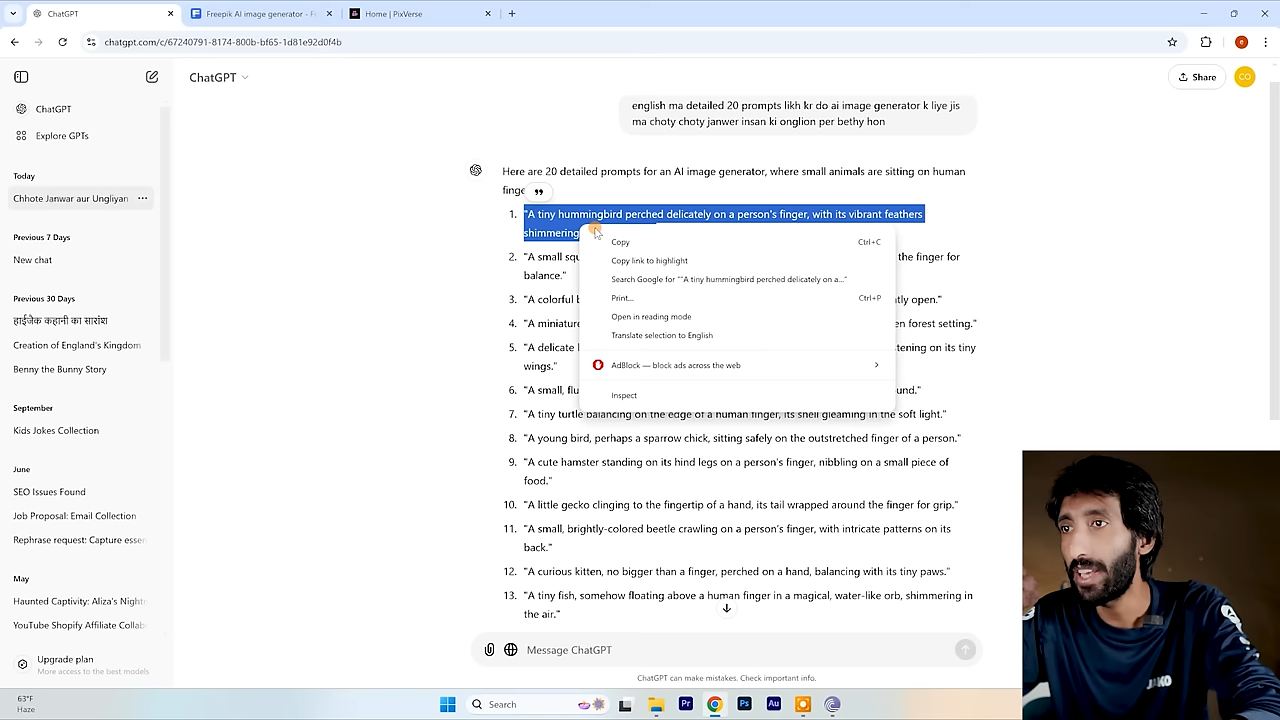 ChatGPT
Freepik AI image generator - F
Home | PixVerse
chatgpt.com/c/67240791-8174-800b-bf65-1d81e92d0f4b
e
ChatGPT
Share
CO
ChatGPT
Explore GPTs
Today
Chhote Janwar aur Ungliyan
Previous 7 Days
New chat
Previous 30 Days
हाईजैक कहानी का सारांश
Creation of England's Kingdom
Benny the Bunny Story
September
Kids Jokes Collection
June
SEO Issues Found
Job Proposal: Email Collection
Rephrase request: Capture essen
May
Haunted Captivity: Aliza's Night
YouTube Shopify Affiliate Collab
Upgrade plan
More access to the best models
english ma detailed 20 prompts likh kr do ai image generator k liye jis
ma choty choty janwer insan ki onglion per bethy hon
Here are 20 detailed prompts for an AI image generator, where small animals are sitting on human
finge
1. "A tiny hummingbird perched delicately on a person's finger, with its vibrant feathers
shimmering
2. "A small squ the finger for
balance."
3. "A colorful b tly open."
4. "A miniature en forest setting."
5. "A delicate l stening on its tiny
wings."
6. "A small, flu und."
7. "A tiny turtle balancing on the edge of a human finger, its shell gleaming in the soft light."
8. "A young bird, perhaps a sparrow chick, sitting safely on the outstretched finger of a person."
9. "A cute hamster standing on its hind legs on a person's finger, nibbling on a small piece of
food."
10. "A little gecko clinging to the fingertip of a hand, its tail wrapped around the finger for grip."
11. "A small, brightly-colored beetle crawling on a person's finger, with intricate patterns on its
back."
12. "A curious kitten, no bigger than a finger, perched on a hand, balancing with its tiny paws."
13. "A tiny fish, somehow floating above a human finger in a magical, water-like orb, shimmering in
the air."
Copy Ctrl+C
Copy link to highlight
Search Google for ""A tiny hummingbird perched delicately on a..."
Print... Ctrl+P
Open in reading mode
Translate selection to English
AdBlock — block ads across the web
Inspect
Message ChatGPT
ChatGPT can make mistakes. Check important info.
JAKO
63°F
Haze
Search
Pr
Ps
Au